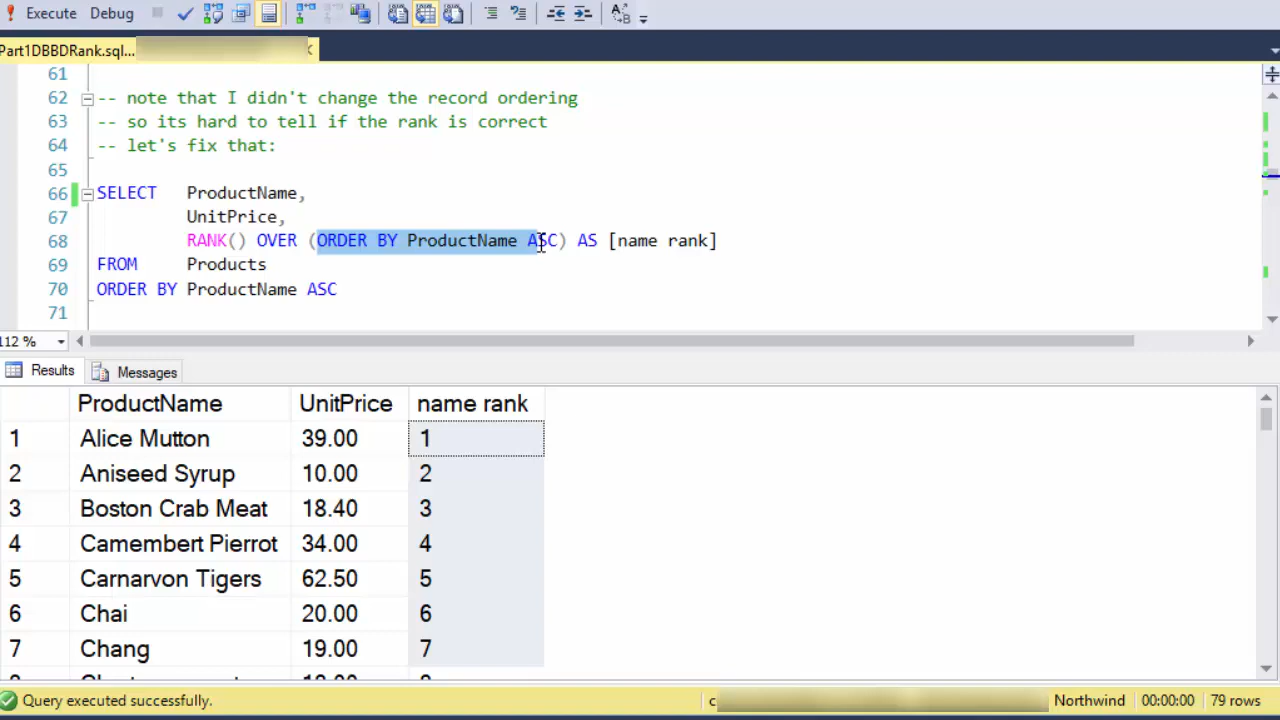 Execute Debug
Part1DBBDRank.sql...
61
62 -- note that I didn't change the record ordering
63 -- so its hard to tell if the rank is correct
64 -- let's fix that:
65
66 SELECT ProductName,
67 UnitPrice,
68 RANK() OVER (ORDER BY ProductName ASC) AS [name rank]
69 FROM Products
70 ORDER BY ProductName ASC
71
112 %
Results Messages
ProductName UnitPrice name rank
1 Alice Mutton 39.00 1
2 Aniseed Syrup 10.00 2
3 Boston Crab Meat 18.40 3
4 Camembert Pierrot 34.00 4
5 Carnarvon Tigers 62.50 5
6 Chai 20.00 6
7 Chang 19.00 7
Query executed successfully. c Northwind 00:00:00 79 rows